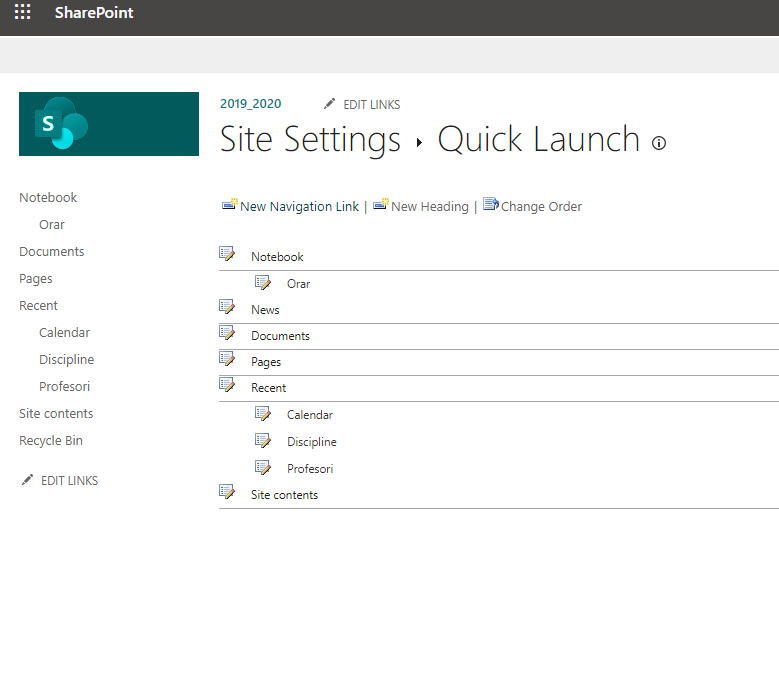 SharePoint
S
2019_2020 EDIT LINKS
Site Settings Quick Launch
Notebook
Orar
Documents
Pages
Recent
Calendar
Discipline
Profesori
Site contents
Recycle Bin
EDIT LINKS
New Navigation Link | New Heading | Change Order
Notebook
Orar
News
Documents
Pages
Recent
Calendar
Discipline
Profesori
Site contents